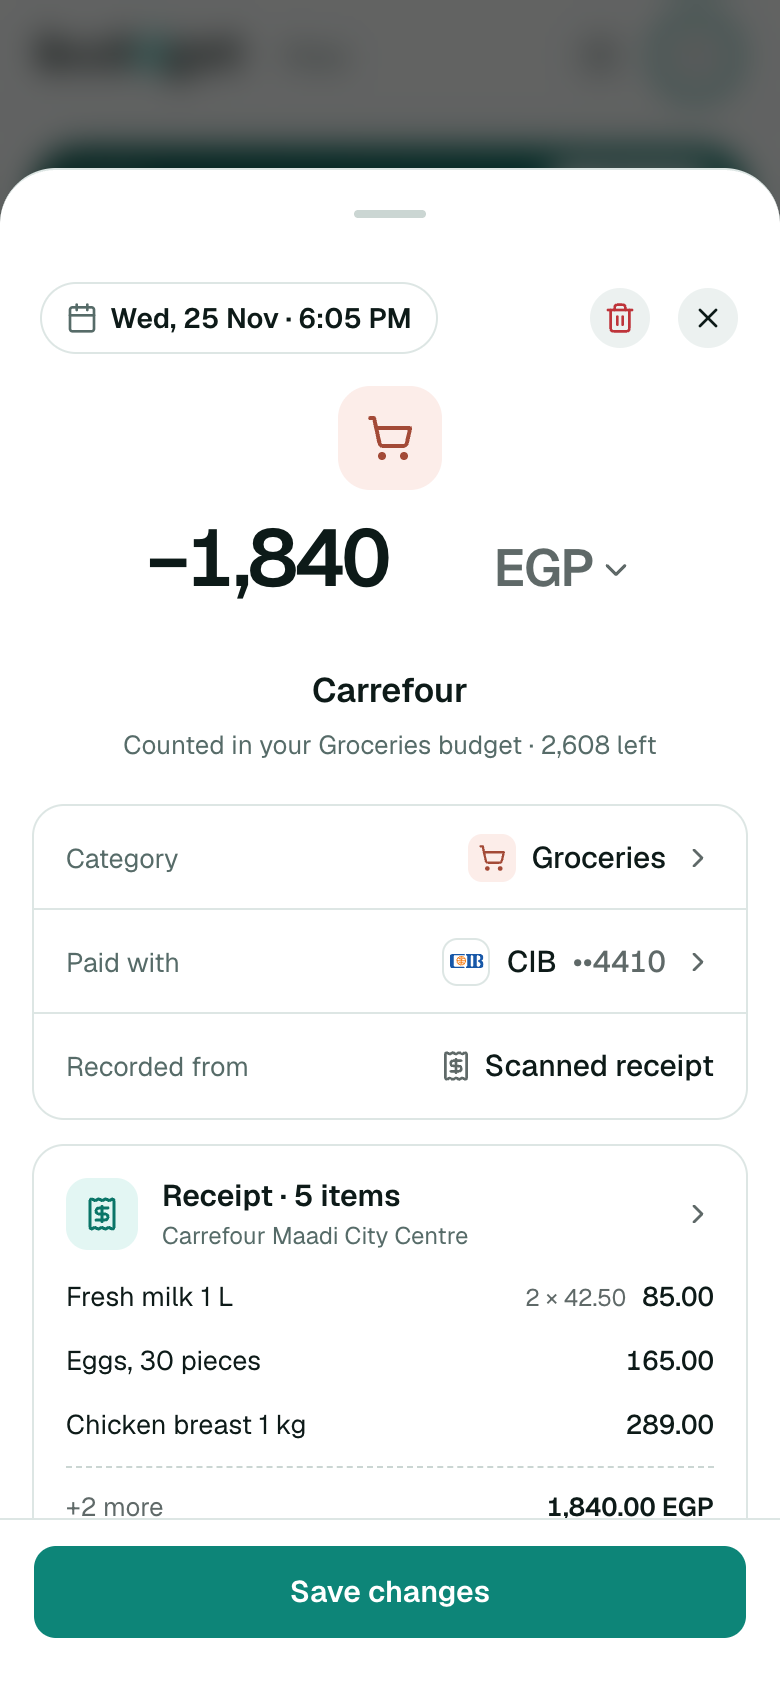 Wed, 25 Nov · 6:05 PM
−1,840 EGP
Carrefour
Counted in your Groceries budget · 2,608 left
Category Groceries
Paid with CIB CIB ••4410
Recorded from Scanned receipt
Receipt · 5 items
Carrefour Maadi City Centre
Fresh milk 1 L 2 × 42.50 85.00
Eggs, 30 pieces 165.00
Chicken breast 1 kg 289.00
+2 more 1,840.00 EGP
Save changes